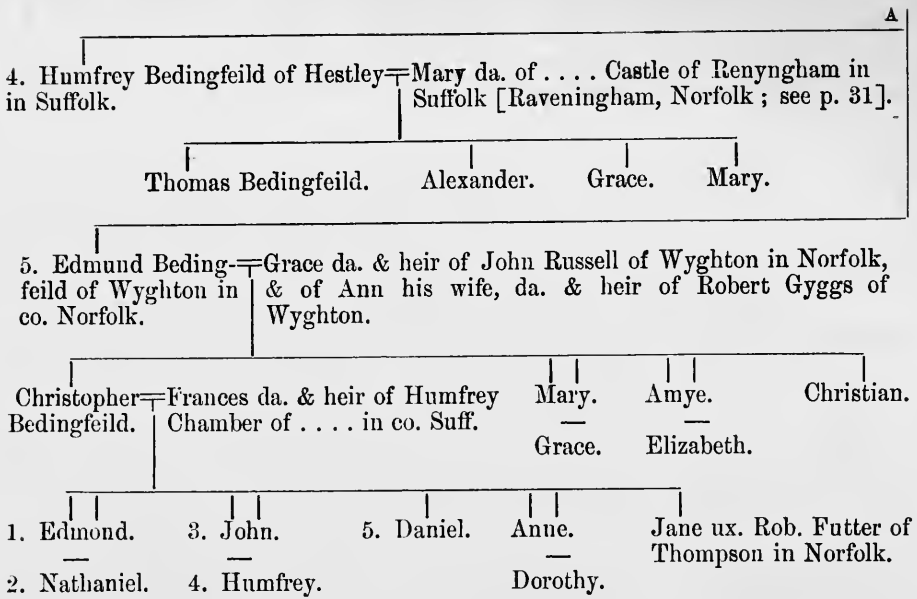 A
4. Humfrey Bedingfeild of Hestley = Mary da. of .... Castle of Renyngham in
in Suffolk. Suffolk [Raveningham, Norfolk; see p. 31].
Thomas Bedingfeild. Alexander. Grace. Mary.
5. Edmund Beding- = Grace da. & heir of John Russell of Wyghton in Norfolk,
feild of Wyghton in & of Ann his wife, da. & heir of Robert Gyggs of
co. Norfolk. Wyghton.
Christopher = Frances da. & heir of Humfrey Mary. Amye. Christian.
Bedingfeild. Chamber of .... in co. Suff. — —
Grace. Elizabeth.
1. Edmond. 3. John. 5. Daniel. Anne. Jane ux. Rob. Futter of
— — — Thompson in Norfolk.
2. Nathaniel. 4. Humfrey. Dorothy.